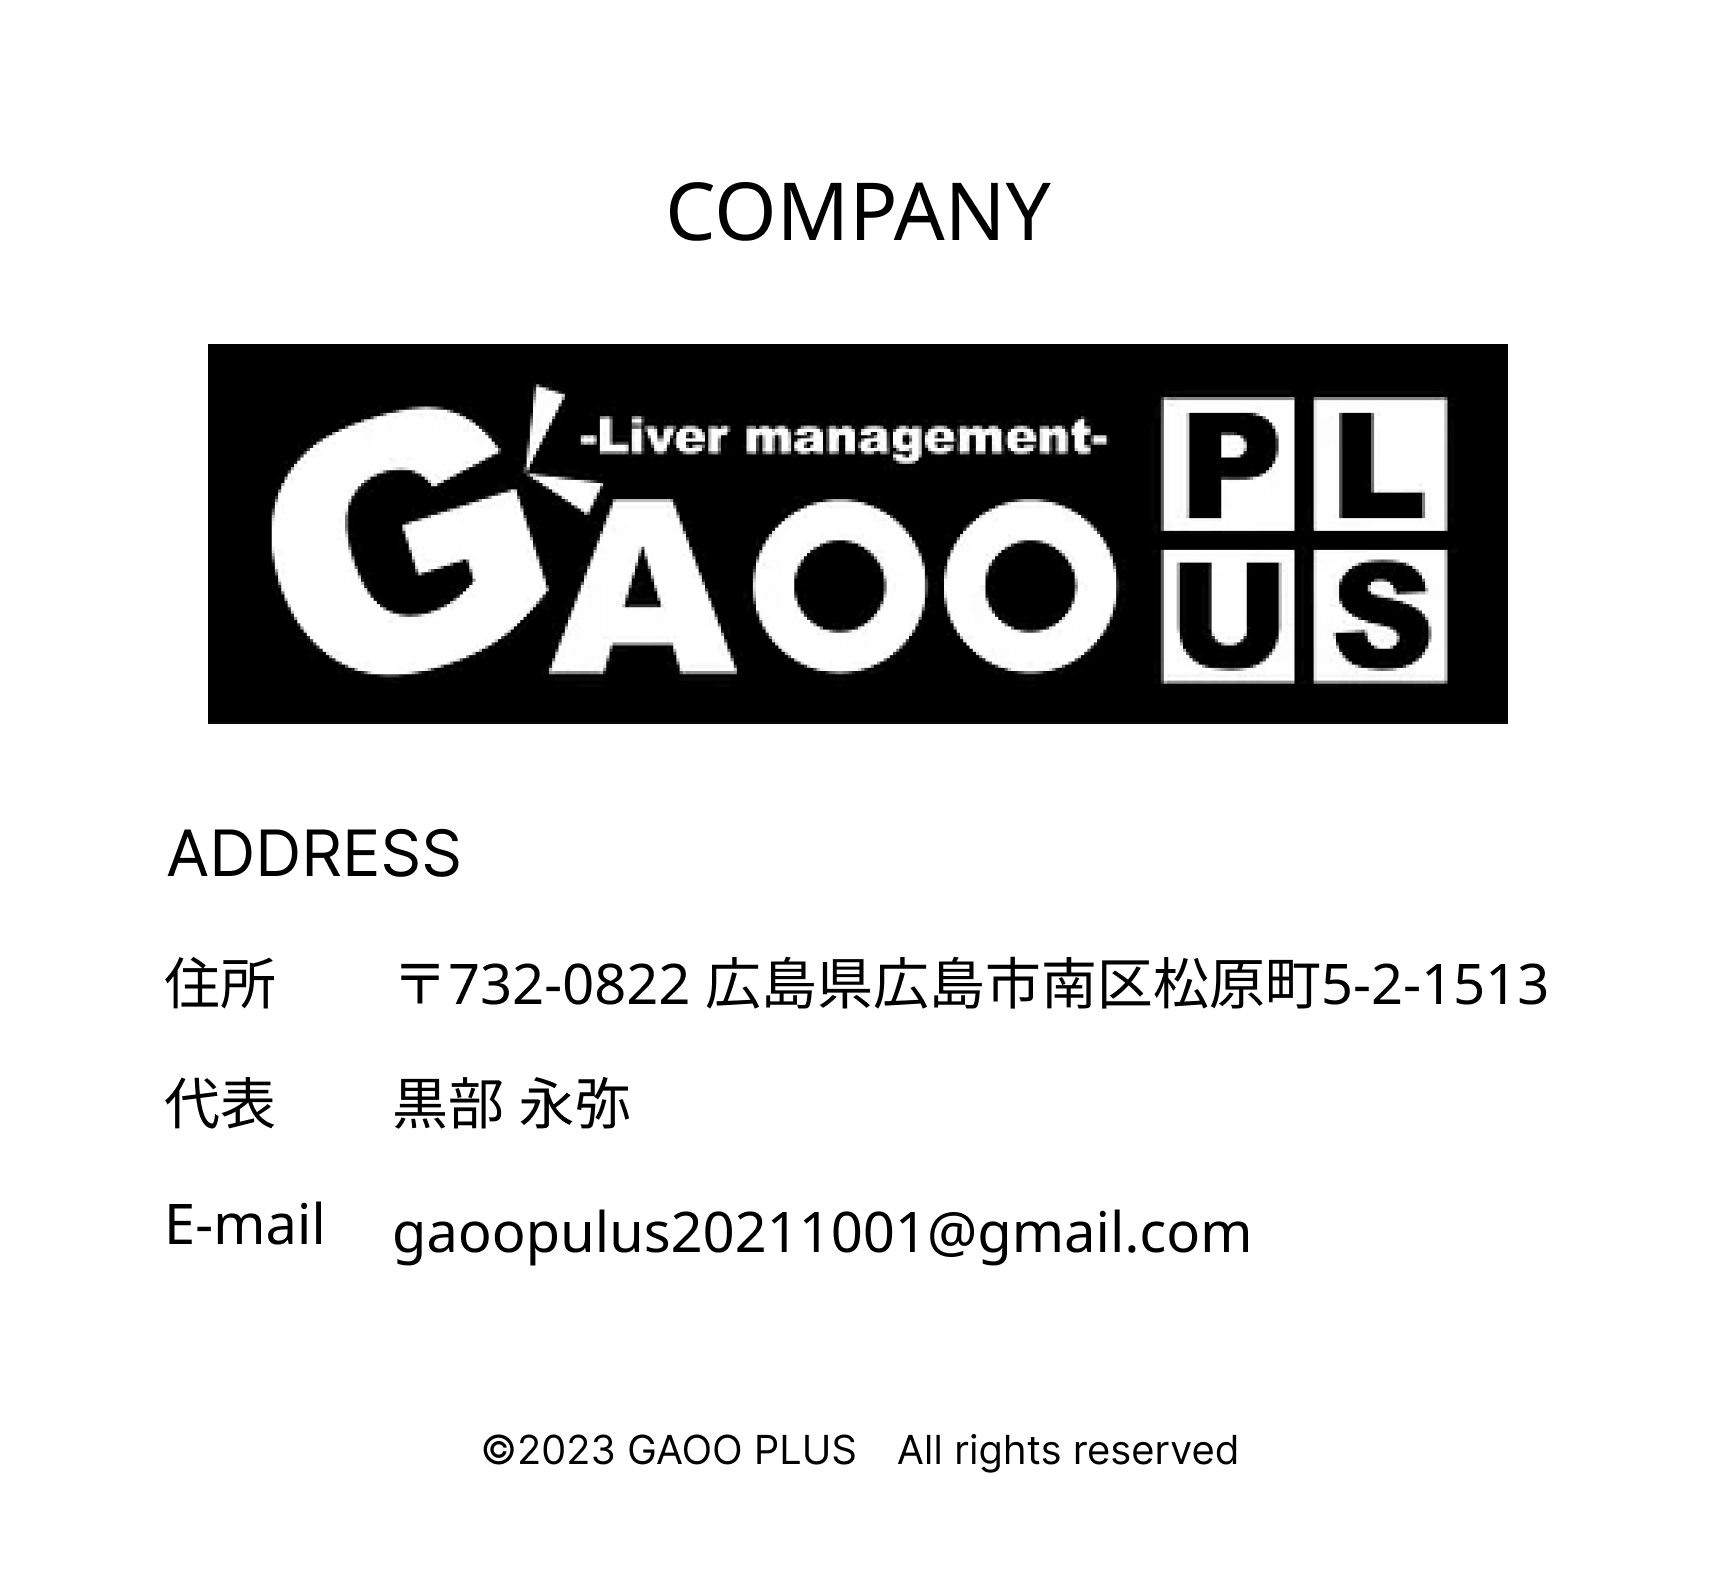 COMPANY
-Liver management-
GAOO PLUS
ADDRESS
住所 〒732-0822 広島県広島市南区松原町5-2-1513
代表 黒部 永弥
E-mail gaoopulus20211001@gmail.com
©2023 GAOO PLUS　All rights reserved